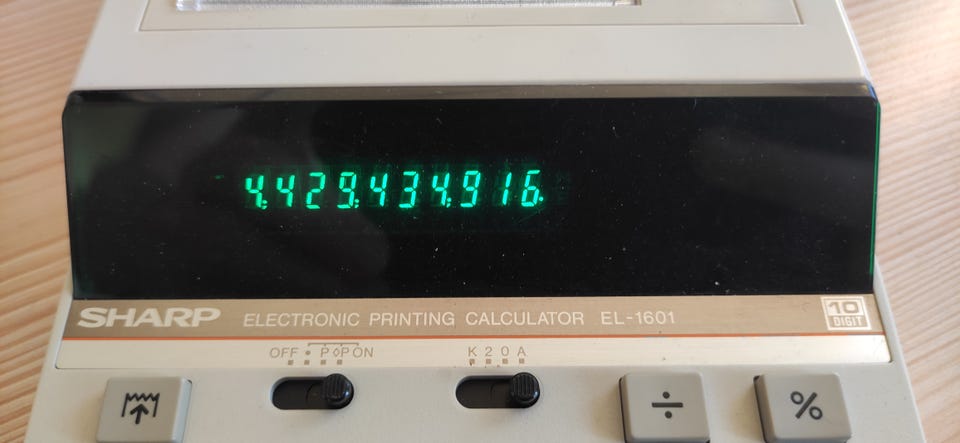 4,429,434,916.
SHARP ELECTRONIC PRINTING CALCULATOR EL-1601 10 DIGIT
OFF • P ◊P ON K 2 0 A
÷ %